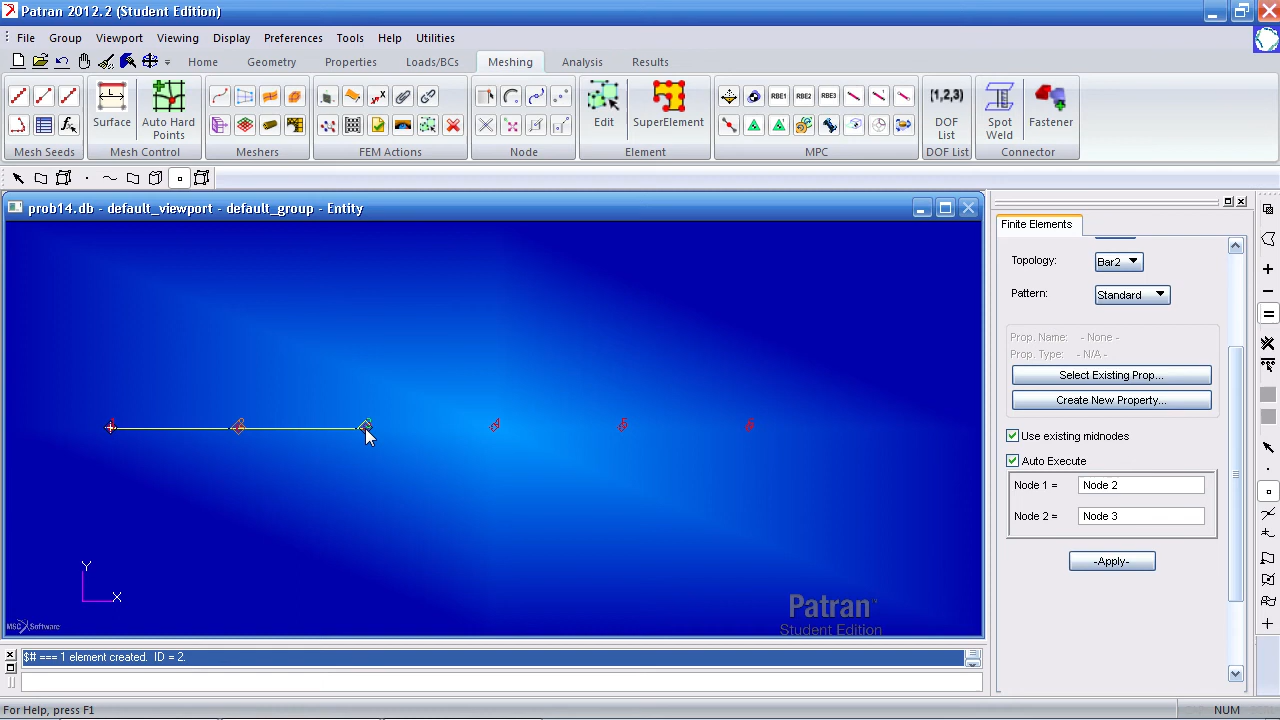 Patran 2012.2 (Student Edition)
File Group Viewport Viewing Display Preferences Tools Help Utilities
Home Geometry Properties Loads/BCs Meshing Analysis Results
RBE1 RBE2 RBE3
[1,2,3]
Surface Auto Hard Points Edit SuperElement DOF List Spot Weld Fastener
Mesh Seeds Mesh Control Meshers FEM Actions Node Element MPC DOF List Connector
prob14.db - default_viewport - default_group - Entity
4 5 6
Y
X
MSC Software
Patran
Student Edition
Finite Elements
Topology: Bar2
Pattern: Standard
Prop. Name: - None -
Prop. Type: - N/A -
Select Existing Prop...
Create New Property...
Use existing midnodes
Auto Execute
Node 1 = Node 2
Node 2 = Node 3
-Apply-
$# === 1 element created. ID = 2.
For Help, press F1
NUM